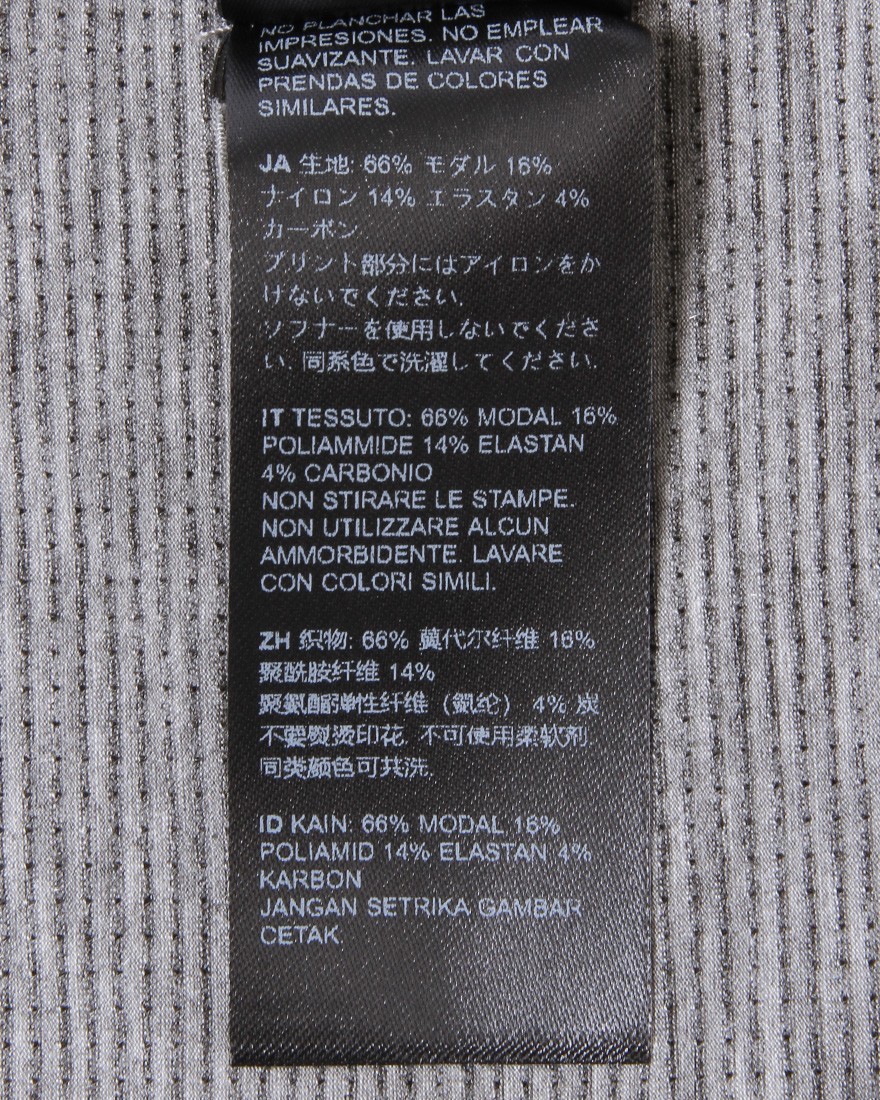 NO PLANCHAR LAS
IMPRESIONES. NO EMPLEAR
SUAVIZANTE. LAVAR CON
PRENDAS DE COLORES
SIMILARES.
JA 生地: 66% モダル 16%
ナイロン 14% エラスタン 4%
カーボン
プリント部分にはアイロンをか
けないでください.
ソフナーを使用しないでくださ
い. 同系色で洗濯してください.
IT TESSUTO: 66% MODAL 16%
POLIAMMIDE 14% ELASTAN
4% CARBONIO
NON STIRARE LE STAMPE.
NON UTILIZZARE ALCUN
AMMORBIDENTE. LAVARE
CON COLORI SIMILI.
ZH 织物: 66% 莫代尔纤维 16%
聚酰胺纤维 14%
聚氨酯弹性纤维（氨纶） 4% 炭
不要熨烫印花. 不可使用柔软剂.
同类颜色可共洗.
ID KAIN: 66% MODAL 16%
POLIAMID 14% ELASTAN 4%
KARBON
JANGAN SETRIKA GAMBAR
CETAK